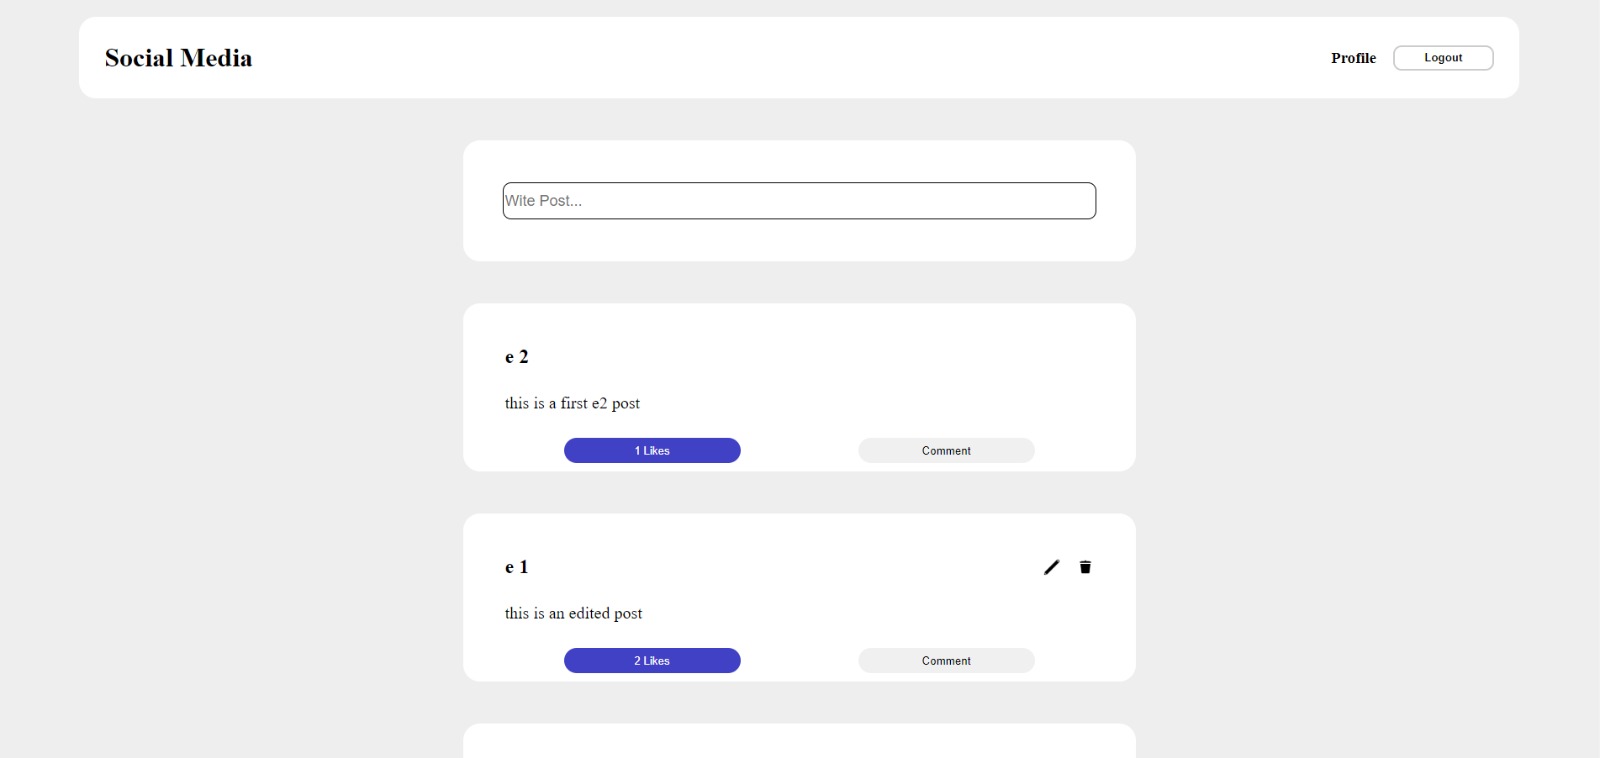 Social Media
Profile
Logout
Wite Post...
e 2
this is a first e2 post
1 Likes
Comment
e 1
this is an edited post
2 Likes
Comment